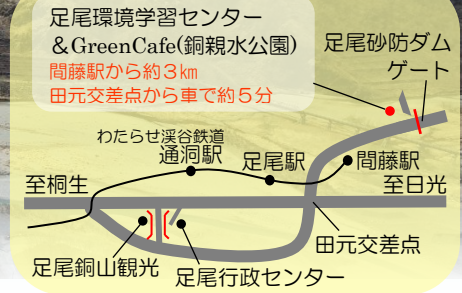 足尾環境学習センター
&GreenCafe(銅親水公園)
間藤駅から約3㎞
田元交差点から車で約5分
足尾砂防ダム
ゲート
わたらせ渓谷鉄道
通洞駅
足尾駅
間藤駅
至桐生
至日光
田元交差点
足尾銅山観光
足尾行政センター